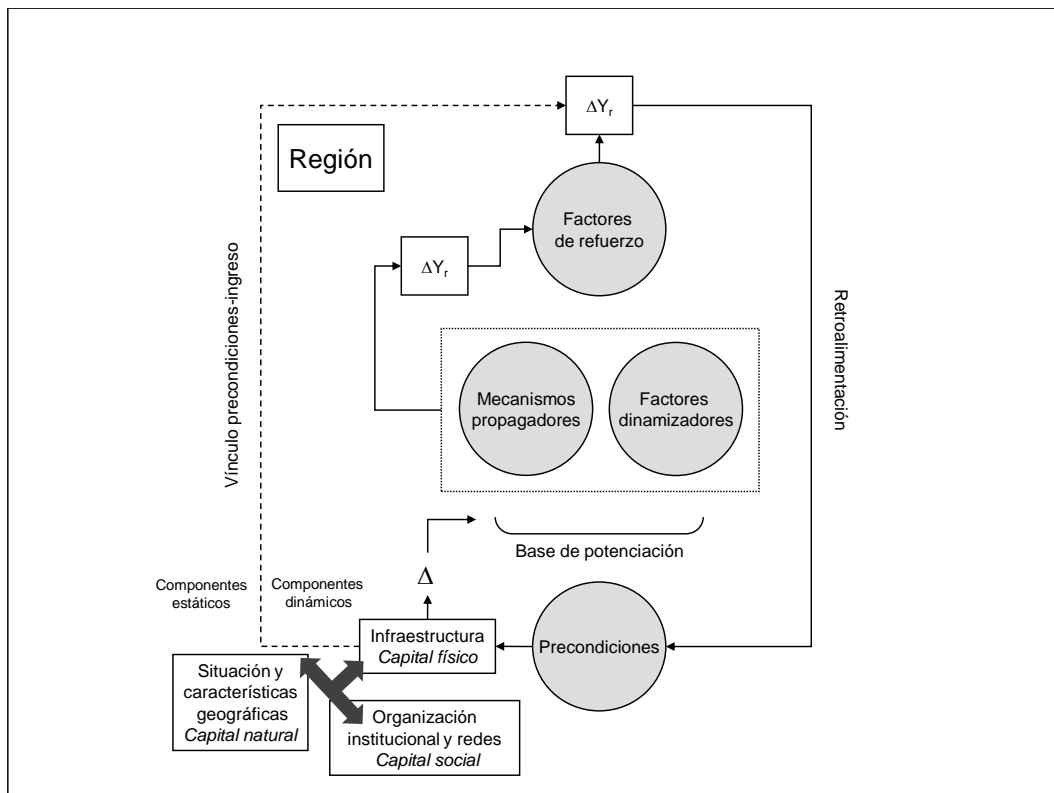 ΔYr
Región
Factores
de refuerzo
ΔYr
Vínculo precondiciones-ingreso
Retroalimentación
Mecanismos
propagadores
Factores
dinamizadores
Base de potenciación
Δ
Componentes
estáticos
Componentes
dinámicos
Infraestructura
Capital físico
Precondiciones
Situación y
características
geográficas
Capital natural
Organización
institucional y redes
Capital social